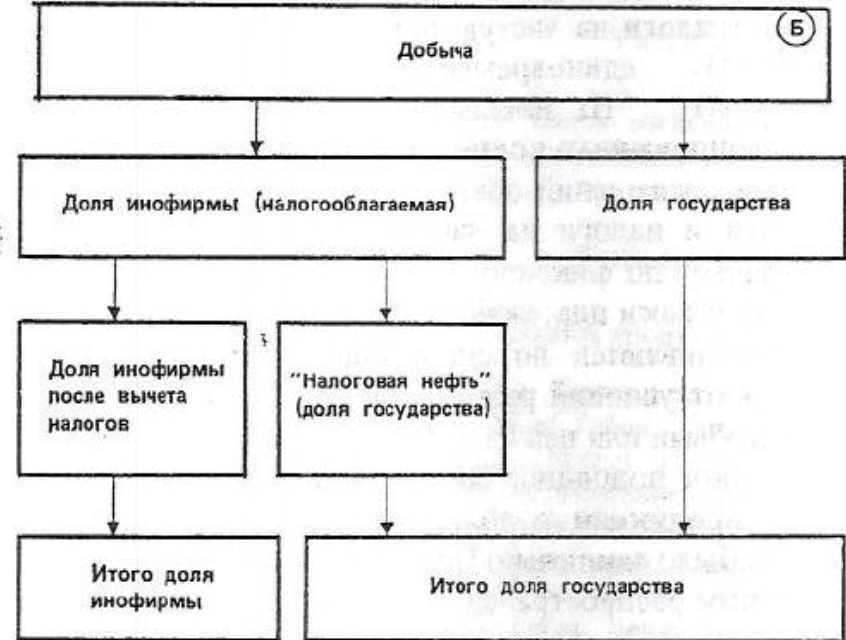 Б
Добыча
Доля инофирмы (налогооблагаемая)
Доля государства
Доля инофирмы
после вычета
налогов
"Налоговая нефть"
(доля государства)
Итого доля
инофирмы
Итого доля государства